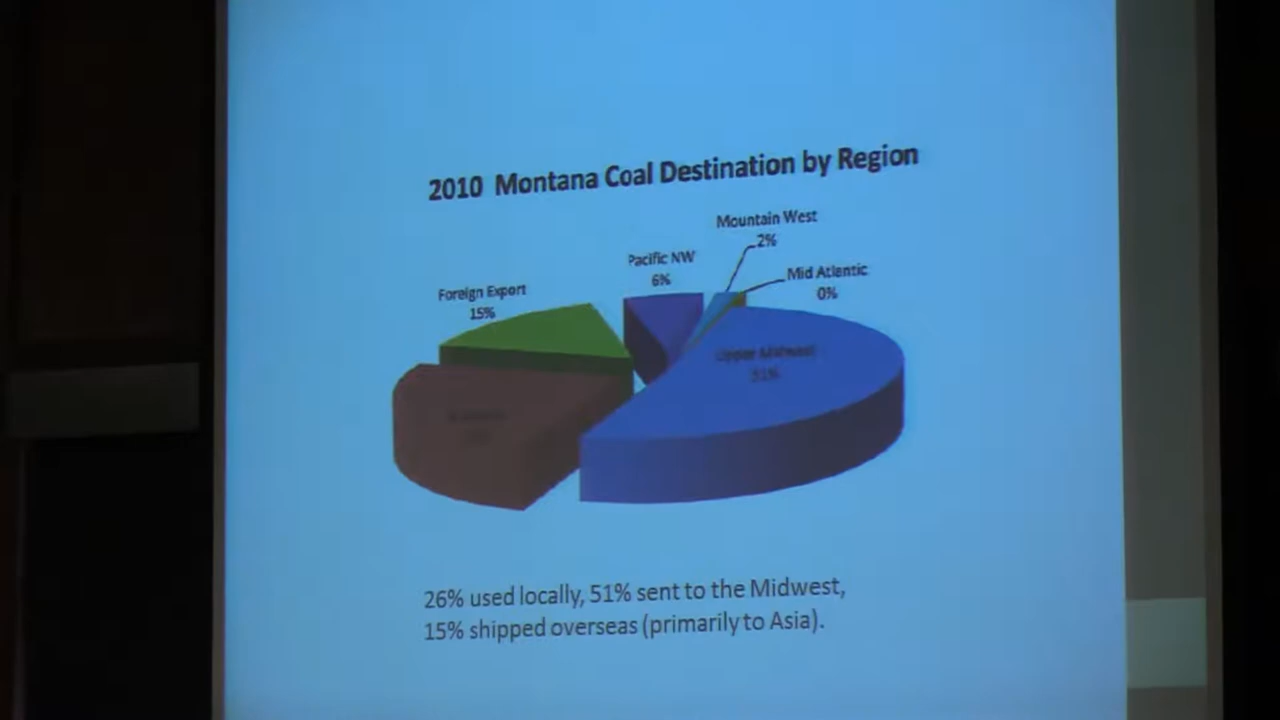 2010 Montana Coal Destination by Region
Mountain West
2%
Pacific NW
6%
Mid Atlantic
0%
Foreign Export
15%
Upper Midwest
51%
26% used locally, 51% sent to the Midwest,
15% shipped overseas (primarily to Asia).